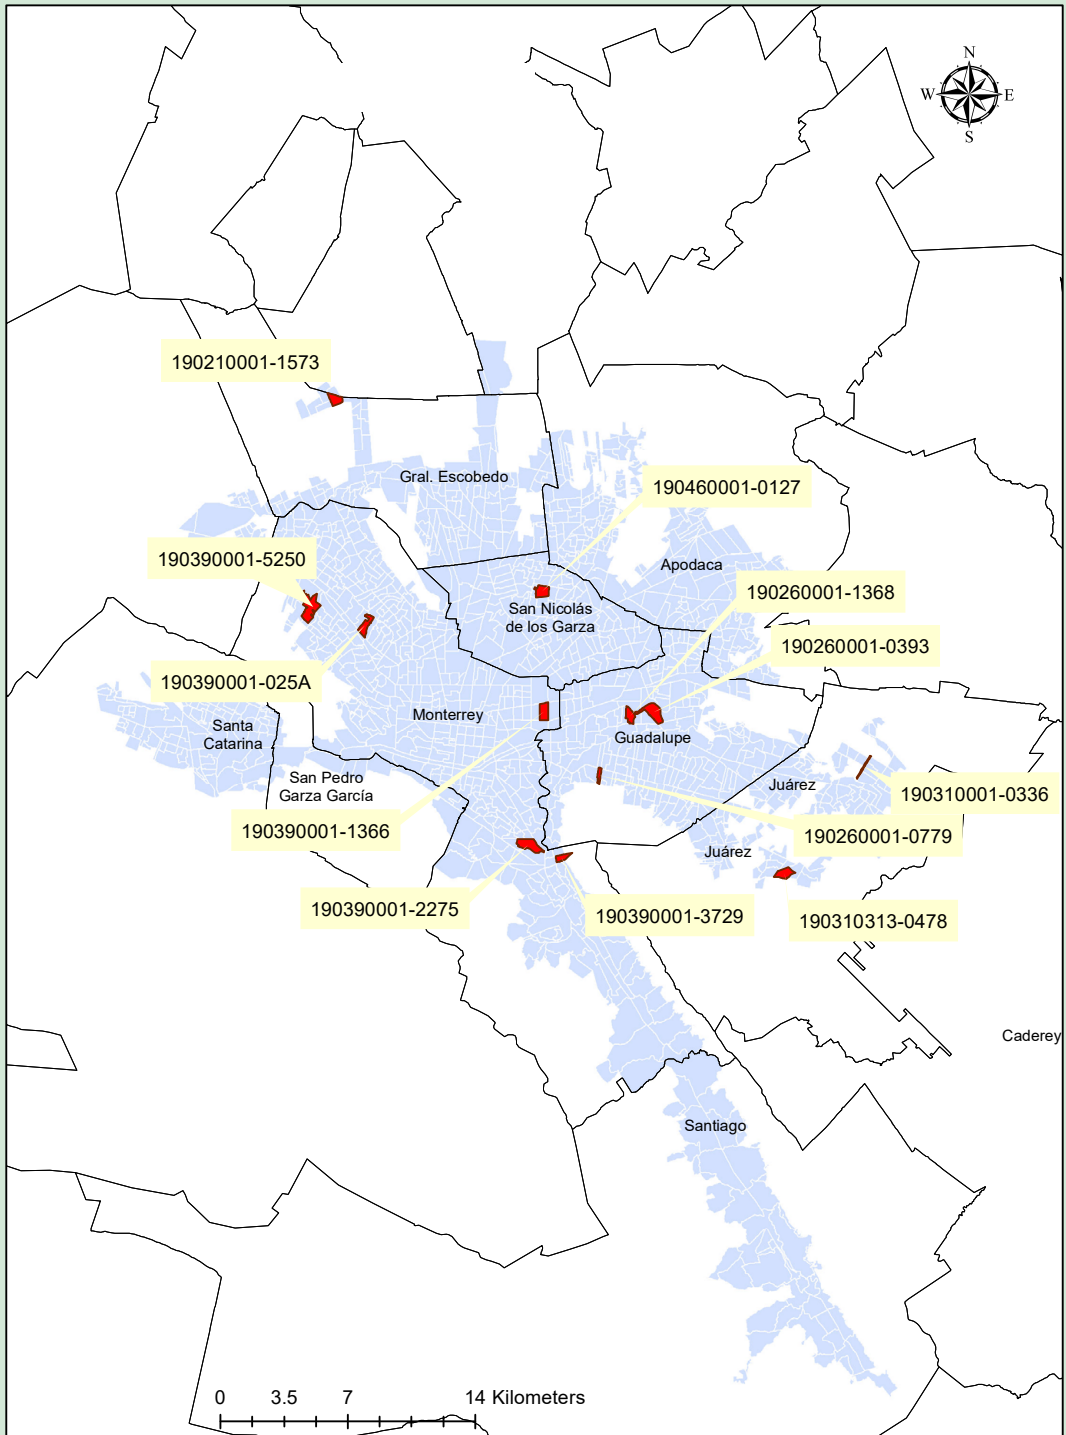 N
W E
S
190210001-1573
Gral. Escobedo
190460001-0127
190390001-5250
Apodaca
190260001-1368
San Nicolás
de los Garza
190260001-0393
190390001-025A
Monterrey
Santa
Catarina
Guadalupe
San Pedro
Garza García
Juárez
190310001-0336
190390001-1366
190260001-0779
Juárez
190390001-2275
190390001-3729
190310313-0478
Caderey
Santiago
0 3.5 7 14 Kilometers